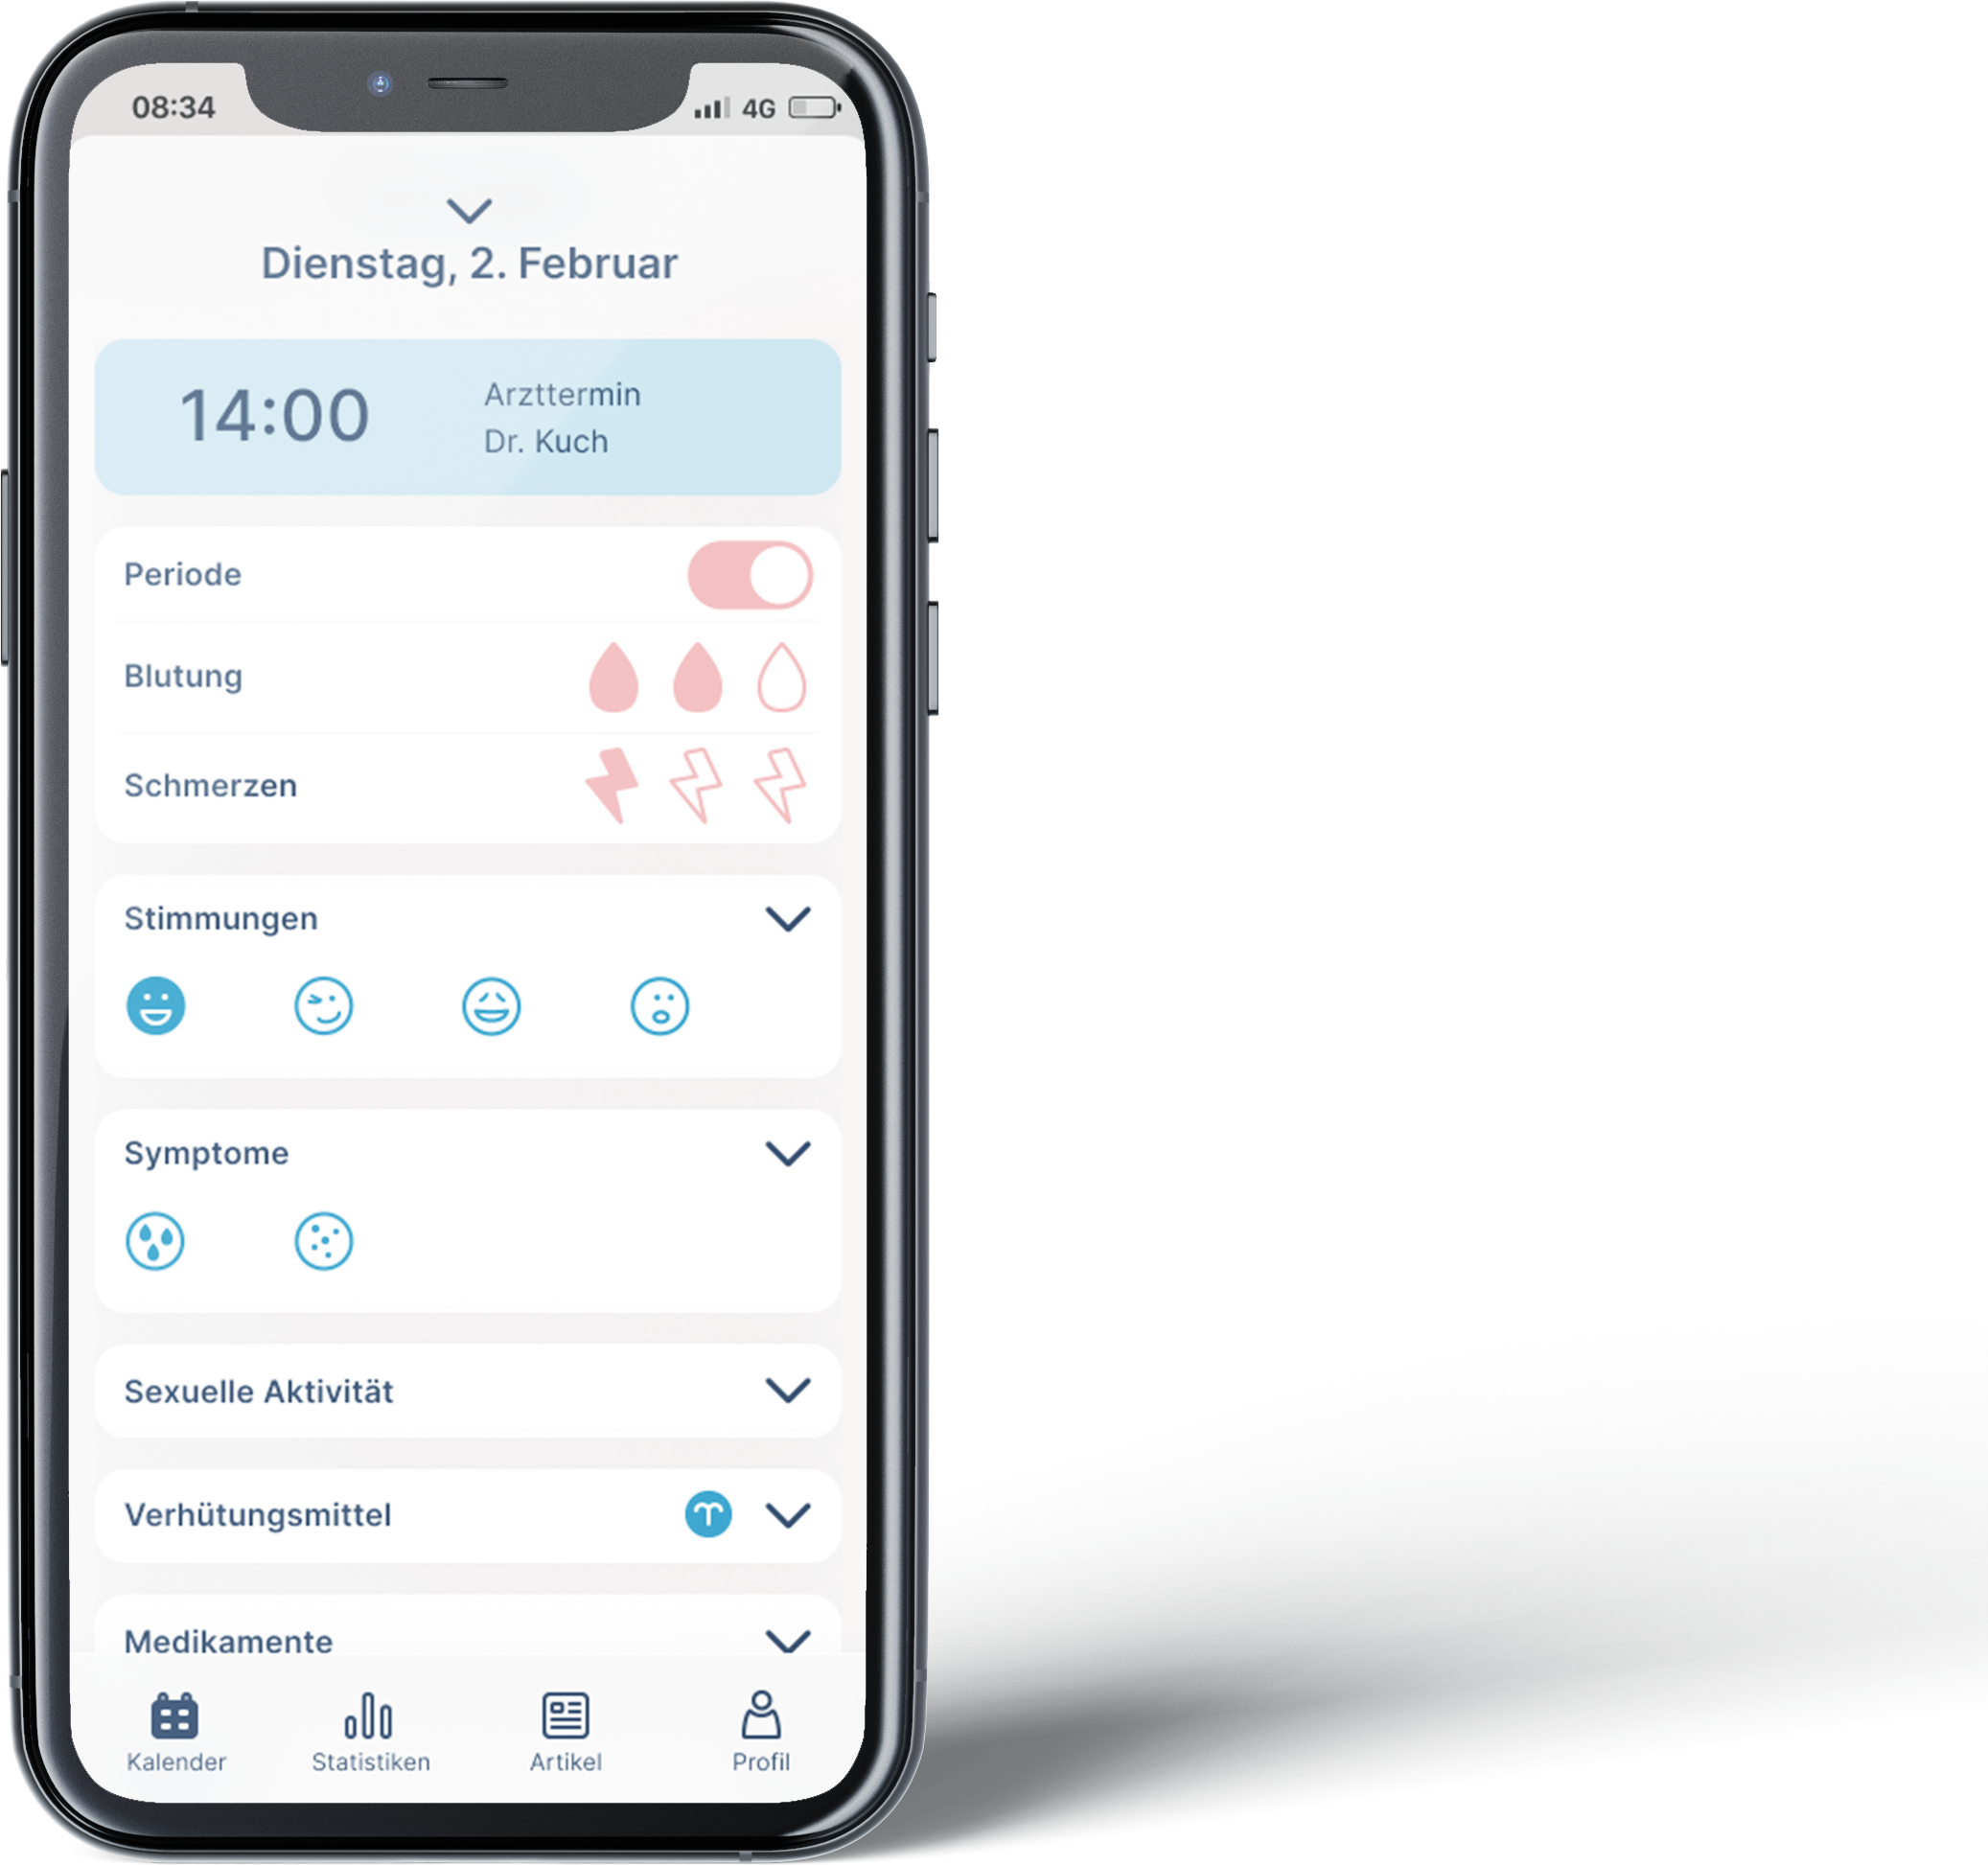 08:34
4G
Dienstag, 2. Februar
14:00
Arzttermin
Dr. Kuch
Periode
Blutung
Schmerzen
Stimmungen
Symptome
Sexuelle Aktivität
Verhütungsmittel
Medikamente
Kalender
Statistiken
Artikel
Profil